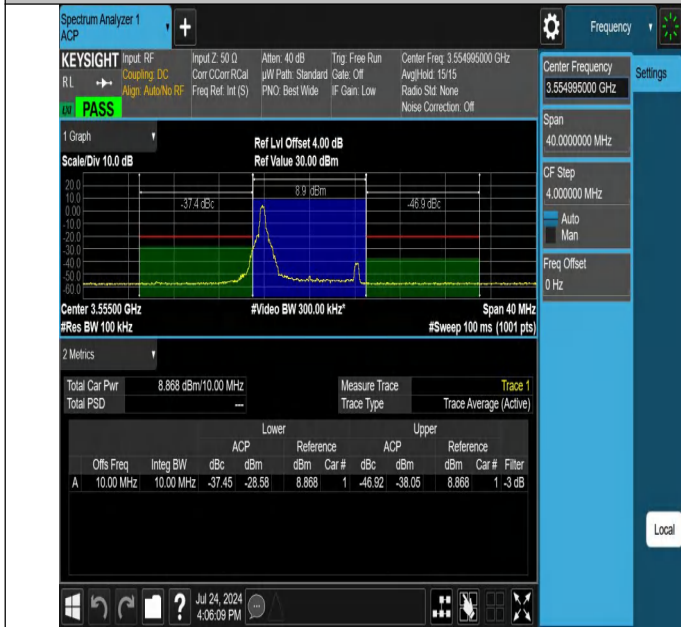 Spectrum Analyzer 1
ACP
Frequency
KEYSIGHT
RL
PASS
Input: RF
Coupling: DC
Align: Auto/No RF
Input Z: 50 Ω
Corr CCorr RCal
Freq Ref: Int (S)
Atten: 40 dB
µW Path: Standard
PNO: Best Wide
Trig: Free Run
Gate: Off
IF Gain: Low
Center Freq: 3.554995000 GHz
Avg|Hold: 15/15
Radio Std: None
Noise Correction: Off
Center Frequency
3.554995000 GHz
Settings
Span
40.0000000 MHz
CF Step
4.000000 MHz
Auto
Man
Freq Offset
0 Hz
1 Graph
Scale/Div 10.0 dB
Ref Lvl Offset 4.00 dB
Ref Value 30.00 dBm
20.0
10.0
0.00
-10.0
-20.0
-30.0
-40.0
-50.0
-60.0
-37.4 dBc
8.9 dBm
-46.9 dBc
Center 3.55500 GHz
#Video BW 300.00 kHz*
Span 40 MHz
#Res BW 100 kHz
#Sweep 100 ms (1001 pts)
2 Metrics
Total Car Pwr 8.868 dBm/10.00 MHz
Total PSD ---
Measure Trace Trace 1
Trace Type Trace Average (Active)
Lower Upper
ACP Reference ACP Reference
Offs Freq Integ BW dBc dBm dBm Car # dBc dBm dBm Car # Filter
A 10.00 MHz 10.00 MHz -37.45 -28.58 8.868 1 -46.92 -38.05 8.868 1 -3 dB
Local
Jul 24, 2024
4:06:09 PM